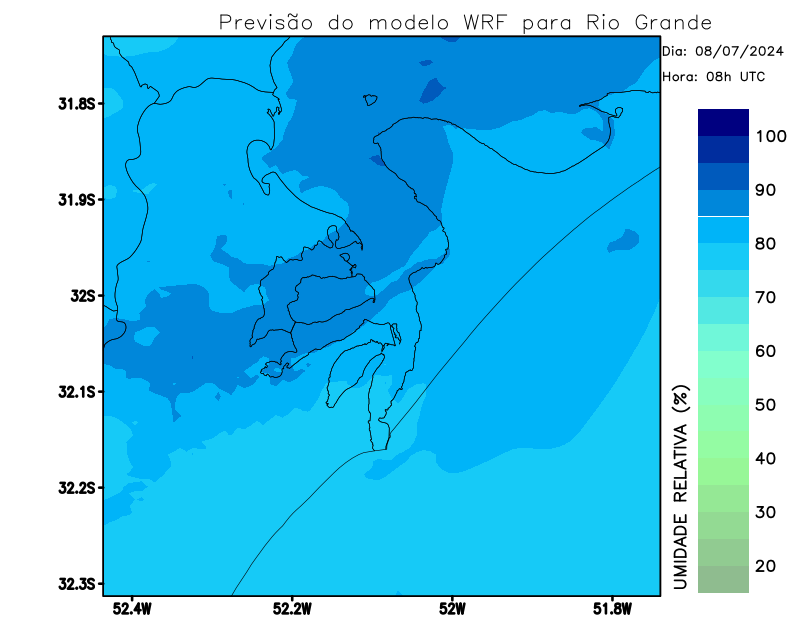 Previsão do modelo WRF para Rio Grande
Dia: 08/07/2024
Hora: 08h UTC
31.8S
31.9S
32S
32.1S
32.2S
32.3S
52.4W
52.2W
52W
51.8W
100
90
80
70
60
50
40
30
20
UMIDADE RELATIVA (%)